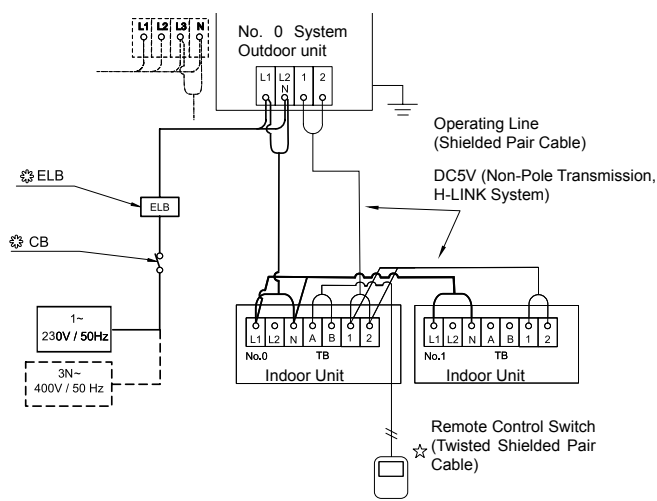 L1 L2 L3 N
No. 0 System
Outdoor unit
L1 L2 N 1 2
Operating Line
(Shielded Pair Cable)
DC5V (Non-Pole Transmission,
H-LINK System)
ELB
ELB
CB
1~
230V / 50Hz
3N~
400V / 50 Hz
L1 L2 N A B 1 2
No.0 TB
Indoor Unit
L1 L2 N A B 1 2
No.1 TB
Indoor Unit
Remote Control Switch
(Twisted Shielded Pair
Cable)